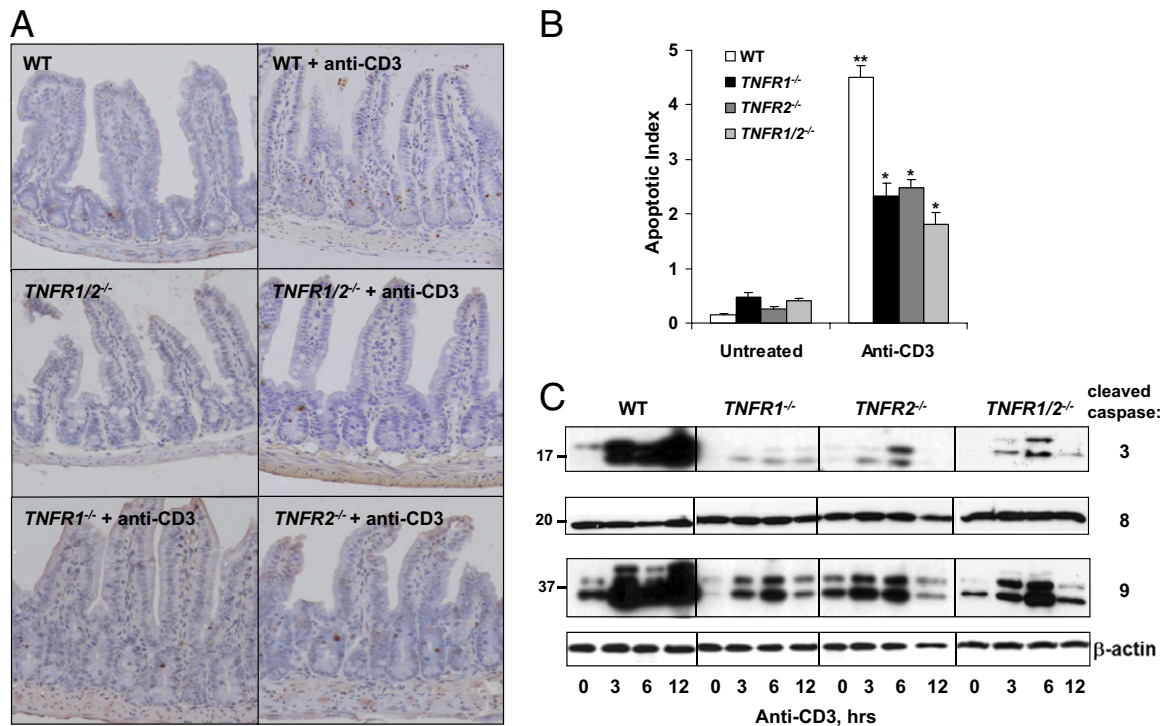 A
WT
WT + anti-CD3
TNFR1/2-/-
TNFR1/2-/- + anti-CD3
TNFR1-/- + anti-CD3
TNFR2-/- + anti-CD3
B
5
4
3
2
1
0
Apoptotic Index
WT
TNFR1-/-
TNFR2-/-
TNFR1/2-/-
**
*
*
*
Untreated
Anti-CD3
C
WT
TNFR1-/-
TNFR2-/-
TNFR1/2-/-
cleaved
caspase:
17
3
20
8
37
9
β-actin
0 3 6 12 0 3 6 12 0 3 6 12 0 3 6 12
Anti-CD3, hrs